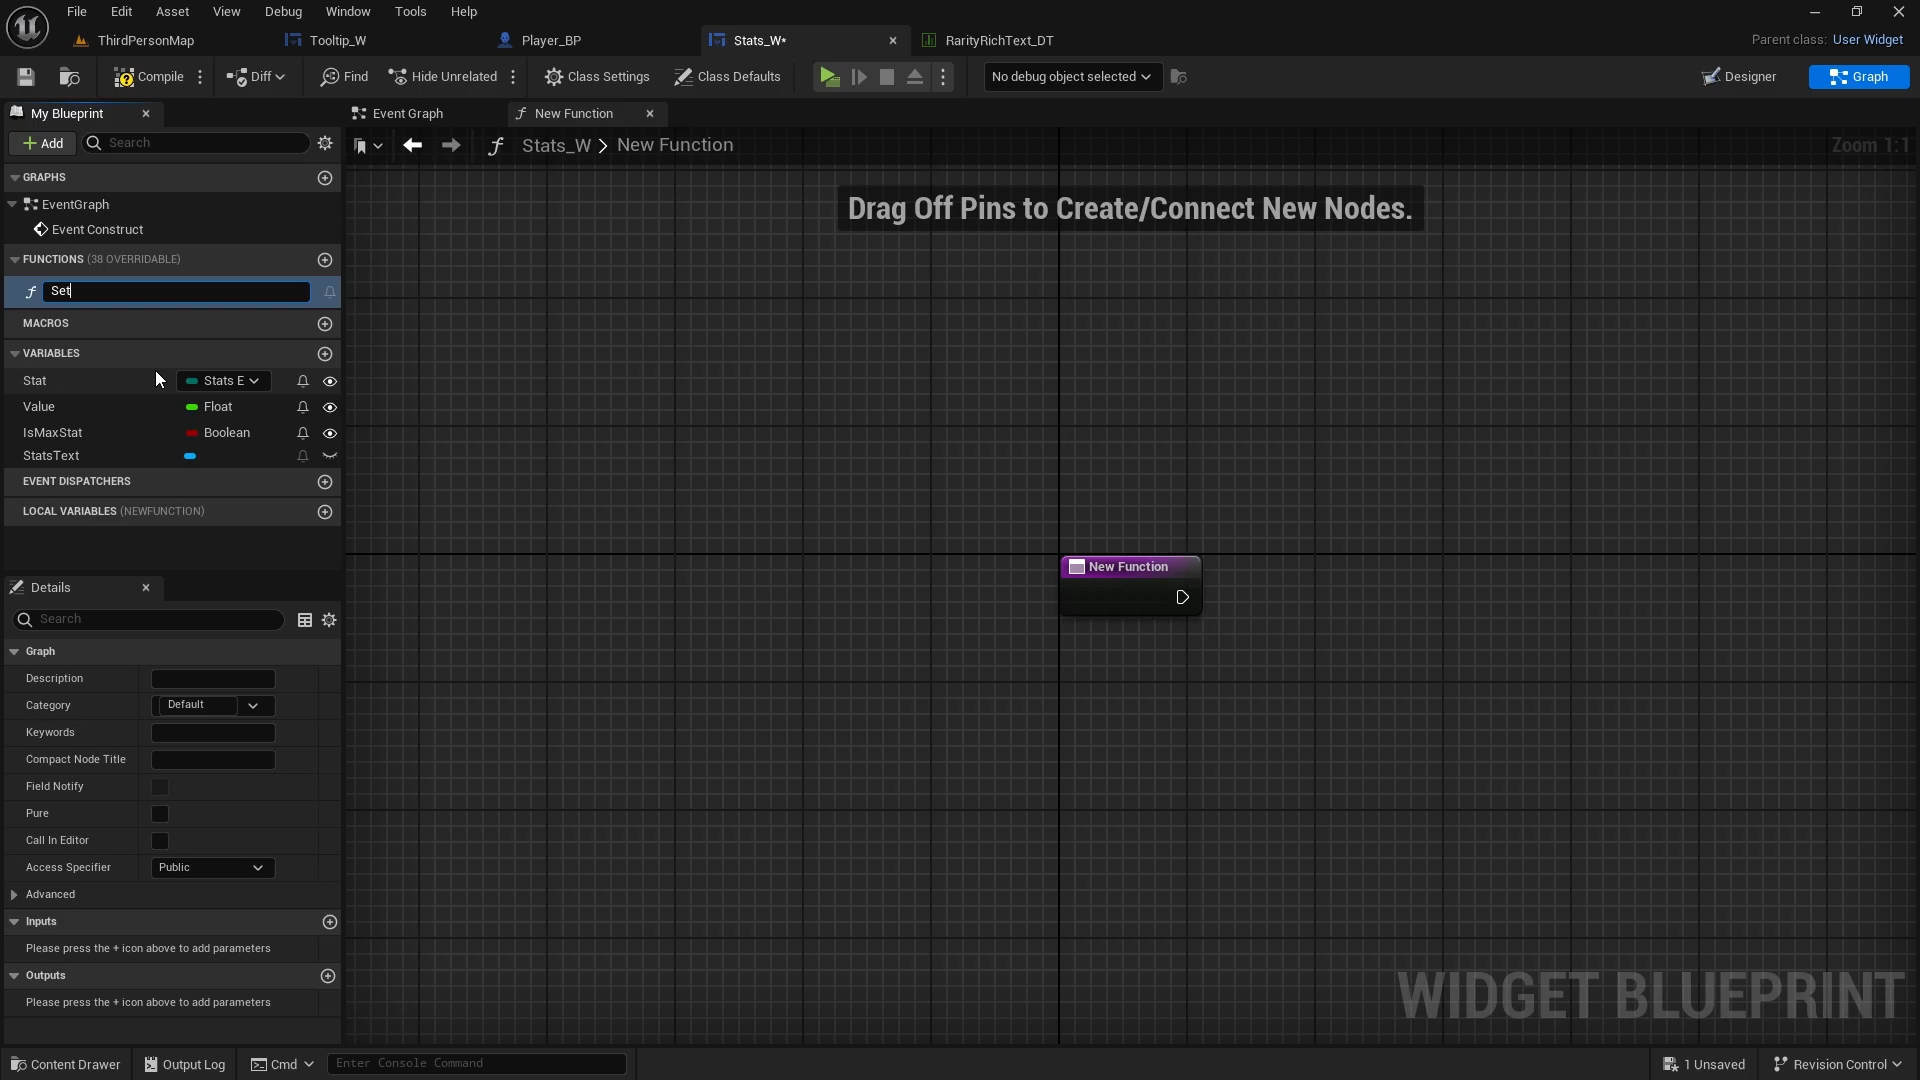 File Edit Asset View Debug Window Tools Help
ThirdPersonMap Tooltip_W Player_BP Stats_W* RarityRichText_DT
Parent class: User Widget
Compile Diff Find Hide Unrelated Class Settings Class Defaults No debug object selected Designer Graph
My Blueprint
Event Graph New Function
Add Search
Stats_W > New Function
Zoom 1:1
GRAPHS
EventGraph
Event Construct
FUNCTIONS (38 OVERRIDABLE)
Set
MACROS
VARIABLES
Stat Stats E
Value Float
IsMaxStat Boolean
StatsText
EVENT DISPATCHERS
LOCAL VARIABLES (NEWFUNCTION)
Drag Off Pins to Create/Connect New Nodes.
New Function
Details
Search
Graph
Description
Category Default
Keywords
Compact Node Title
Field Notify
Pure
Call In Editor
Access Specifier Public
Advanced
Inputs
Please press the + icon above to add parameters
Outputs
Please press the + icon above to add parameters
WIDGET BLUEPRINT
Content Drawer Output Log Cmd Enter Console Command 1 Unsaved Revision Control